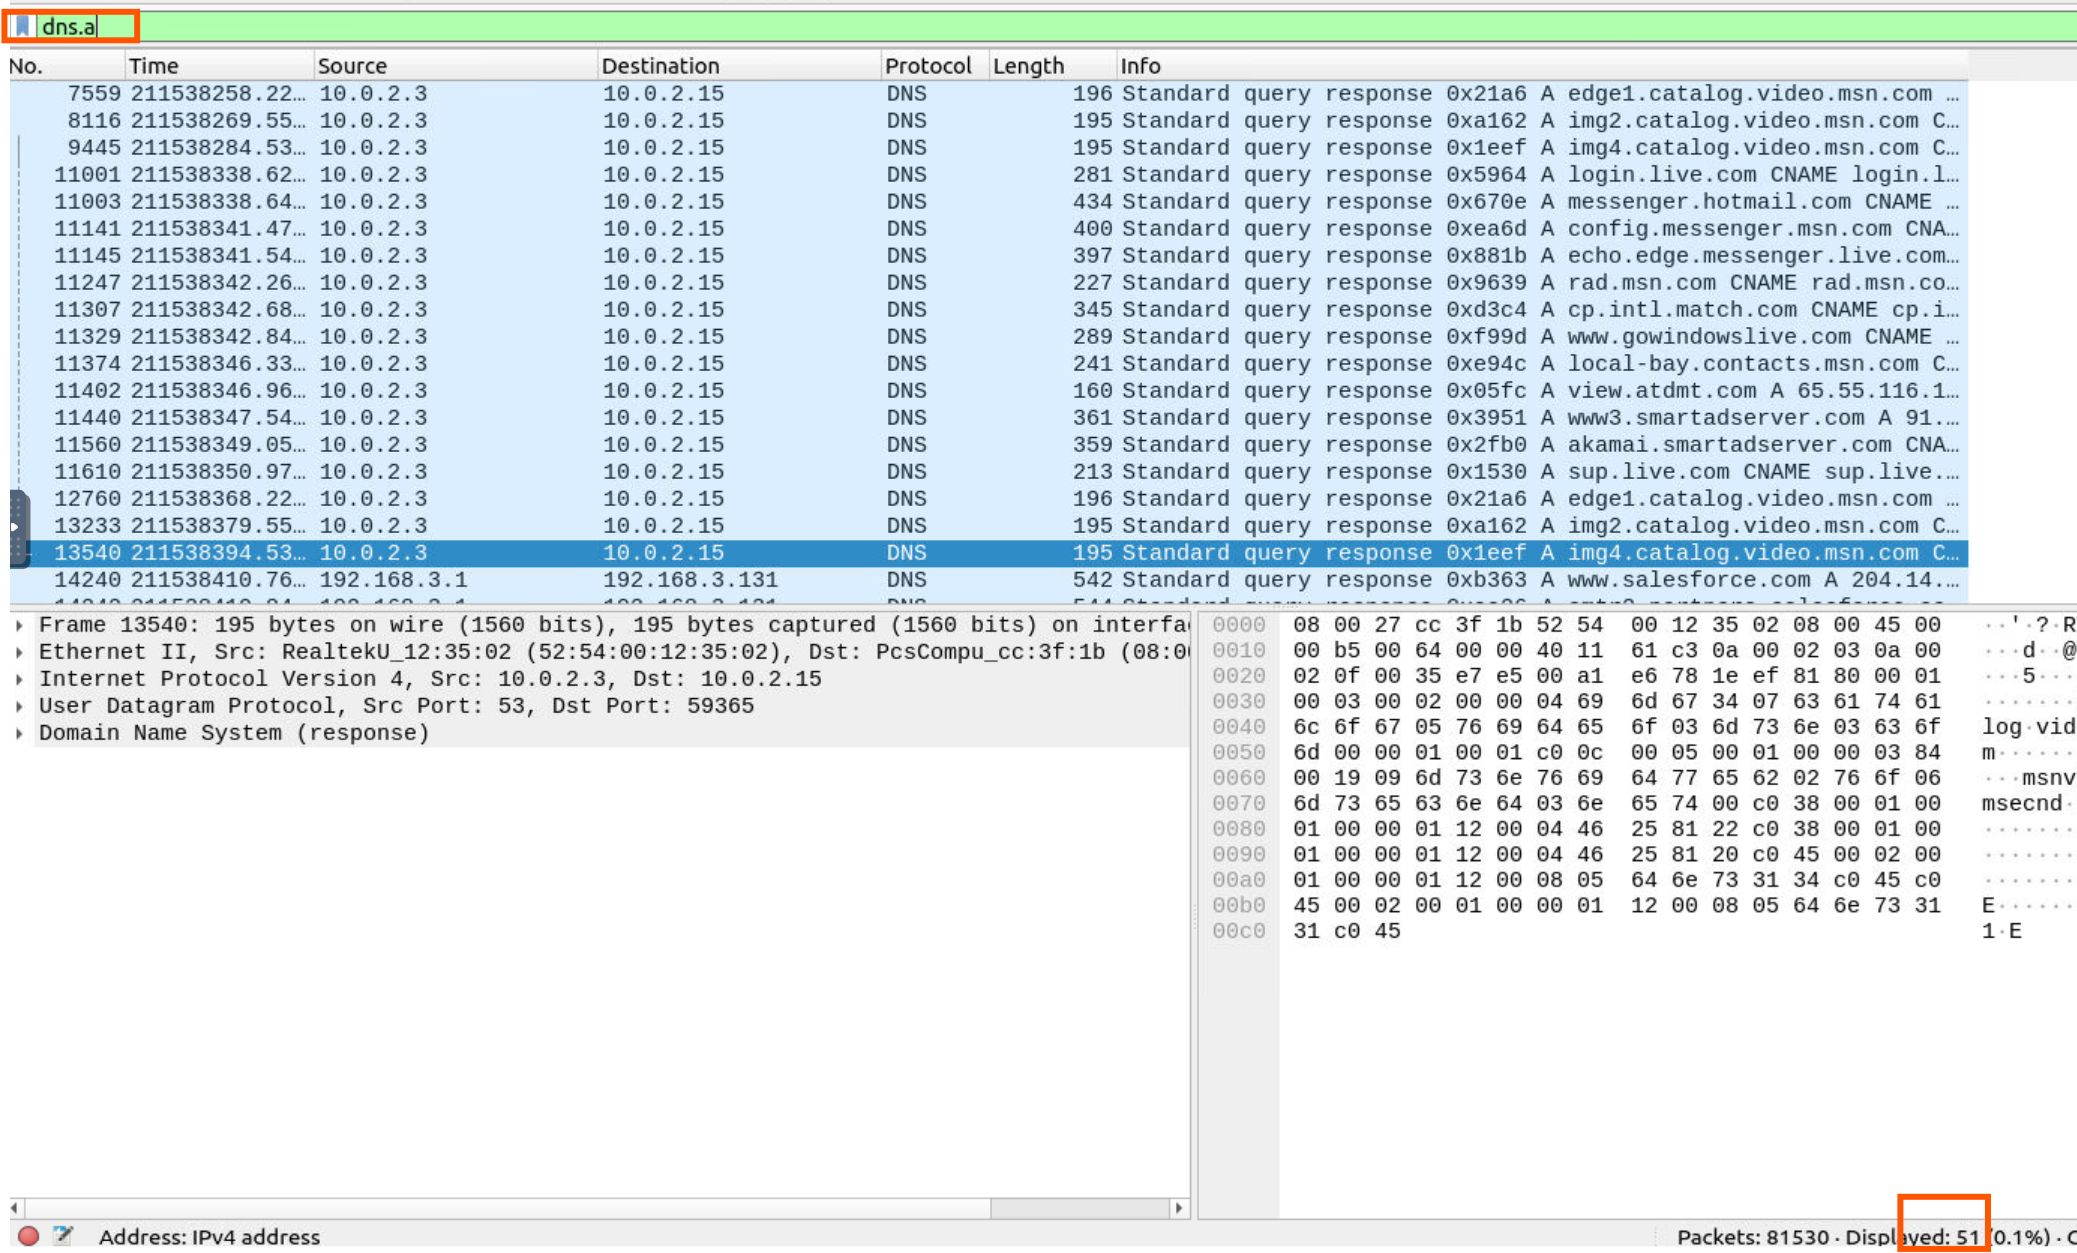 dns.a
No. Time Source Destination Protocol Length Info
7559 211538258.22… 10.0.2.3 10.0.2.15 DNS 196 Standard query response 0x21a6 A edge1.catalog.video.msn.com …
8116 211538269.55… 10.0.2.3 10.0.2.15 DNS 195 Standard query response 0xa162 A img2.catalog.video.msn.com C…
9445 211538284.53… 10.0.2.3 10.0.2.15 DNS 195 Standard query response 0x1eef A img4.catalog.video.msn.com C…
11001 211538338.62… 10.0.2.3 10.0.2.15 DNS 281 Standard query response 0x5964 A login.live.com CNAME login.l…
11003 211538338.64… 10.0.2.3 10.0.2.15 DNS 434 Standard query response 0x670e A messenger.hotmail.com CNAME …
11141 211538341.47… 10.0.2.3 10.0.2.15 DNS 400 Standard query response 0xea6d A config.messenger.msn.com CNA…
11145 211538341.54… 10.0.2.3 10.0.2.15 DNS 397 Standard query response 0x881b A echo.edge.messenger.live.com…
11247 211538342.26… 10.0.2.3 10.0.2.15 DNS 227 Standard query response 0x9639 A rad.msn.com CNAME rad.msn.co…
11307 211538342.68… 10.0.2.3 10.0.2.15 DNS 345 Standard query response 0xd3c4 A cp.intl.match.com CNAME cp.i…
11329 211538342.84… 10.0.2.3 10.0.2.15 DNS 289 Standard query response 0xf99d A www.gowindowslive.com CNAME …
11374 211538346.33… 10.0.2.3 10.0.2.15 DNS 241 Standard query response 0xe94c A local-bay.contacts.msn.com C…
11402 211538346.96… 10.0.2.3 10.0.2.15 DNS 160 Standard query response 0x05fc A view.atdmt.com A 65.55.116.1…
11440 211538347.54… 10.0.2.3 10.0.2.15 DNS 361 Standard query response 0x3951 A www3.smartadserver.com A 91.…
11560 211538349.05… 10.0.2.3 10.0.2.15 DNS 359 Standard query response 0x2fb0 A akamai.smartadserver.com CNA…
11610 211538350.97… 10.0.2.3 10.0.2.15 DNS 213 Standard query response 0x1530 A sup.live.com CNAME sup.live.…
12760 211538368.22… 10.0.2.3 10.0.2.15 DNS 196 Standard query response 0x21a6 A edge1.catalog.video.msn.com …
13233 211538379.55… 10.0.2.3 10.0.2.15 DNS 195 Standard query response 0xa162 A img2.catalog.video.msn.com C…
13540 211538394.53… 10.0.2.3 10.0.2.15 DNS 195 Standard query response 0x1eef A img4.catalog.video.msn.com C…
14240 211538410.76… 192.168.3.1 192.168.3.131 DNS 542 Standard query response 0xb363 A www.salesforce.com A 204.14.…
Frame 13540: 195 bytes on wire (1560 bits), 195 bytes captured (1560 bits) on interfa
Ethernet II, Src: RealtekU_12:35:02 (52:54:00:12:35:02), Dst: PcsCompu_cc:3f:1b (08:0
Internet Protocol Version 4, Src: 10.0.2.3, Dst: 10.0.2.15
User Datagram Protocol, Src Port: 53, Dst Port: 59365
Domain Name System (response)
0000 08 00 27 cc 3f 1b 52 54 00 12 35 02 08 00 45 00 ··'·?·R
0010 00 b5 00 64 00 00 40 11 61 c3 0a 00 02 03 0a 00 ···d··@
0020 02 0f 00 35 e7 e5 00 a1 e6 78 1e ef 81 80 00 01 ···5···
0030 00 03 00 02 00 00 04 69 6d 67 34 07 63 61 74 61 ·······
0040 6c 6f 67 05 76 69 64 65 6f 03 6d 73 6e 03 63 6f log·vid
0050 6d 00 00 01 00 01 c0 0c 00 05 00 01 00 00 03 84 m······
0060 00 19 09 6d 73 6e 76 69 64 77 65 62 02 76 6f 06 ···msnv
0070 6d 73 65 63 6e 64 03 6e 65 74 00 c0 38 00 01 00 msecnd·
0080 01 00 00 01 12 00 04 46 25 81 22 c0 38 00 01 00 ·······
0090 01 00 00 01 12 00 04 46 25 81 20 c0 45 00 02 00 ·······
00a0 01 00 00 01 12 00 08 05 64 6e 73 31 34 c0 45 c0 ·······
00b0 45 00 02 00 01 00 00 01 12 00 08 05 64 6e 73 31 E······
00c0 31 c0 45 1·E
Address: IPv4 address
Packets: 81530 · Displayed: 51 (0.1%) · C